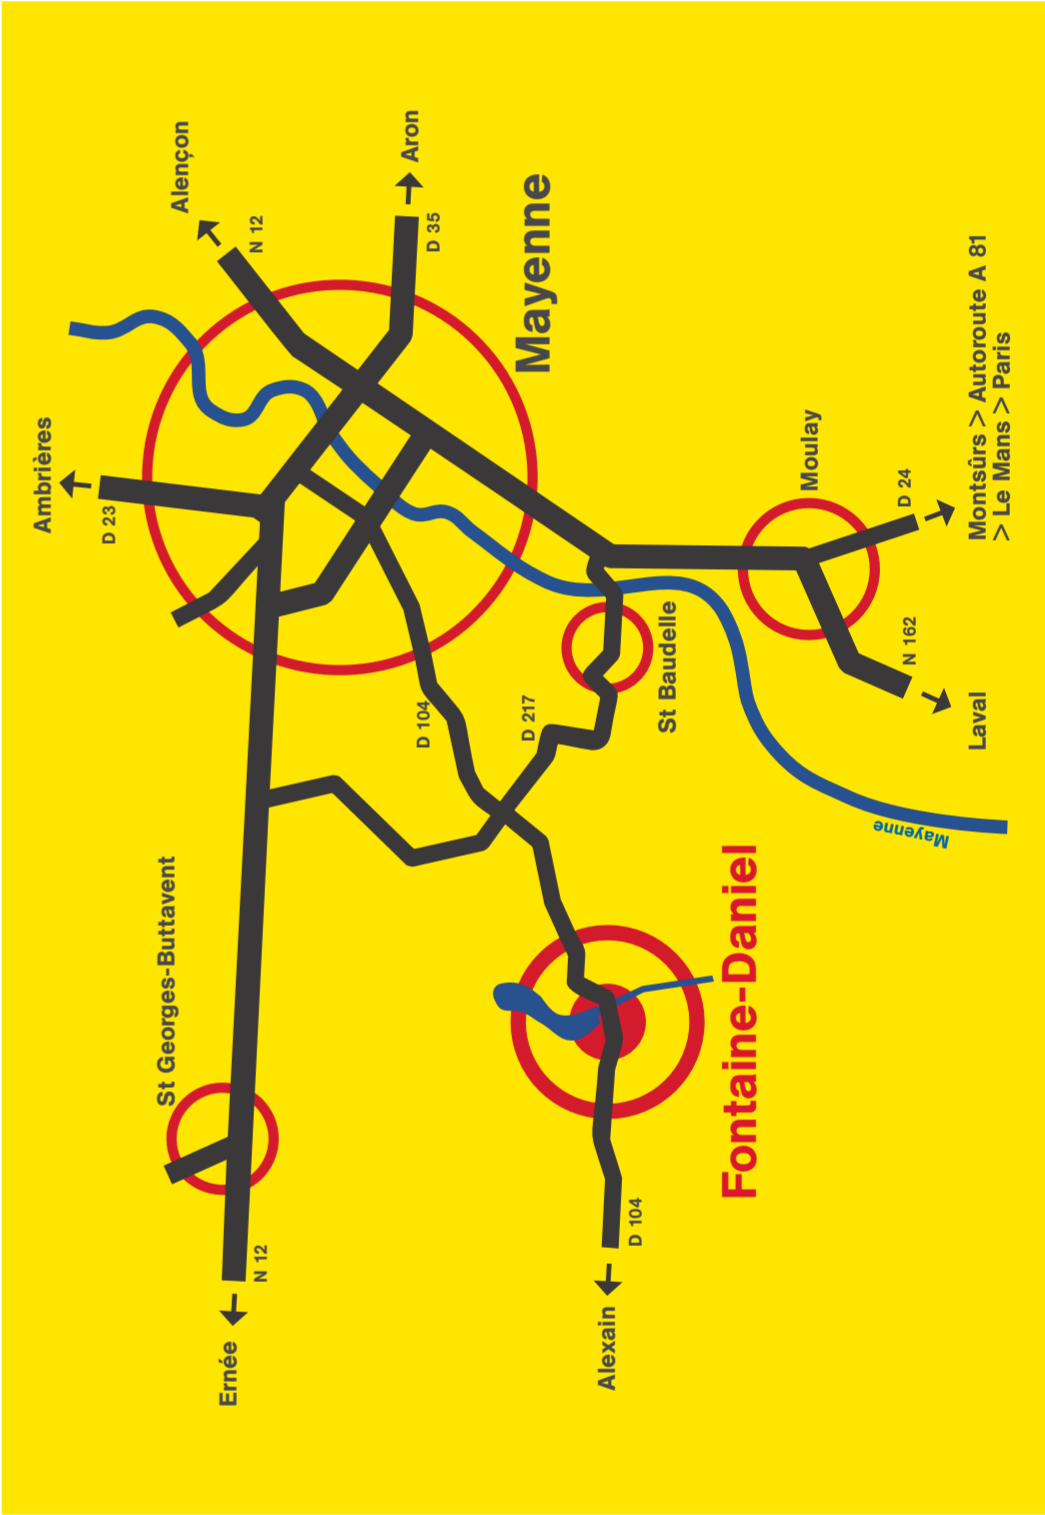 Ambrières
D 23
Alençon
N 12
Aron
D 35
Mayenne
St Georges-Buttavent
N 12
Ernée
D 104
D 217
St Baudelle
Moulay
D 24
Montsûrs > Autoroute A 81
> Le Mans > Paris
N 162
Laval
Mayenne
Fontaine-Daniel
D 104
Alexain